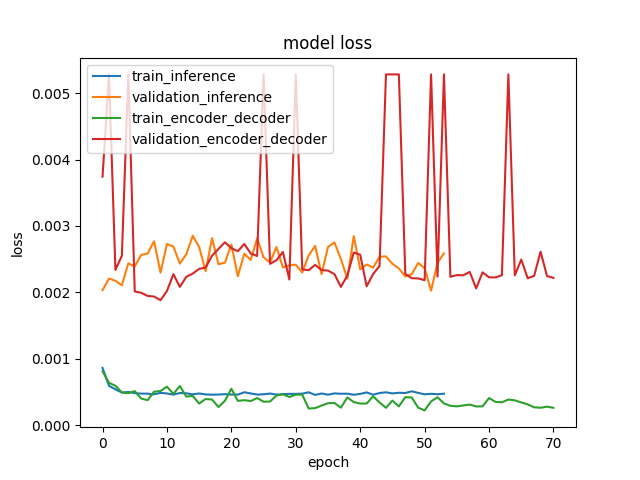 model loss
train_inference
validation_inference
train_encoder_decoder
validation_encoder_decoder
0.005
0.004
0.003
0.002
0.001
0.000
loss
0 10 20 30 40 50 60 70
epoch